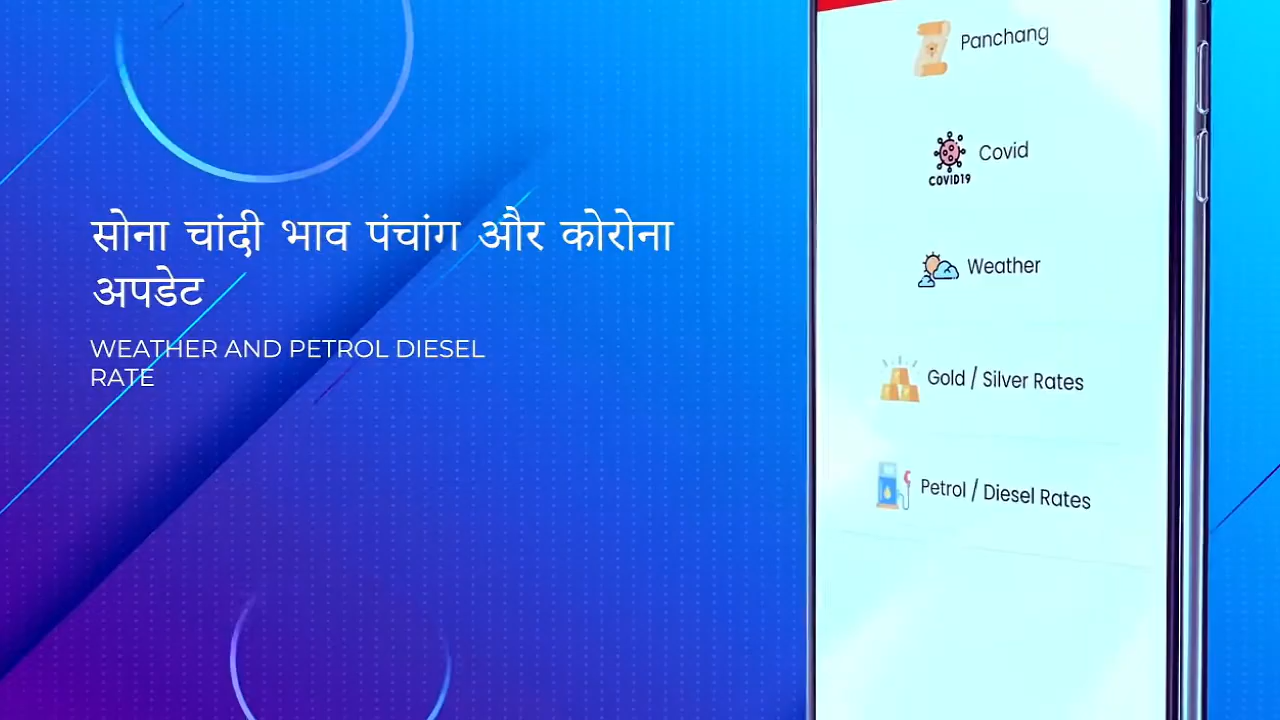 सोना चांदी भाव पंचांग और कोरोना
अपडेट
WEATHER AND PETROL DIESEL
RATE
Panchang
COVID19
Covid
Weather
Gold / Silver Rates
Petrol / Diesel Rates